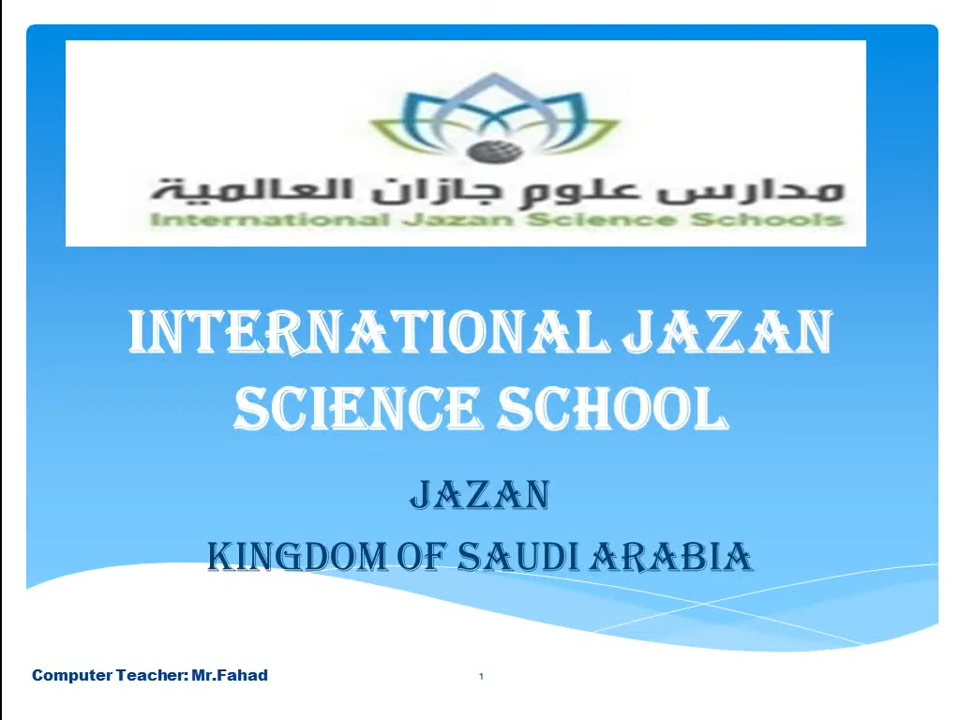 مدارس علوم جازان العالمية
International Jazan Science Schools
INTERNATIONAL JAZAN
SCIENCE SCHOOL
JAZAN
KINGDOM OF SAUDI ARABIA
Computer Teacher: Mr.Fahad
1